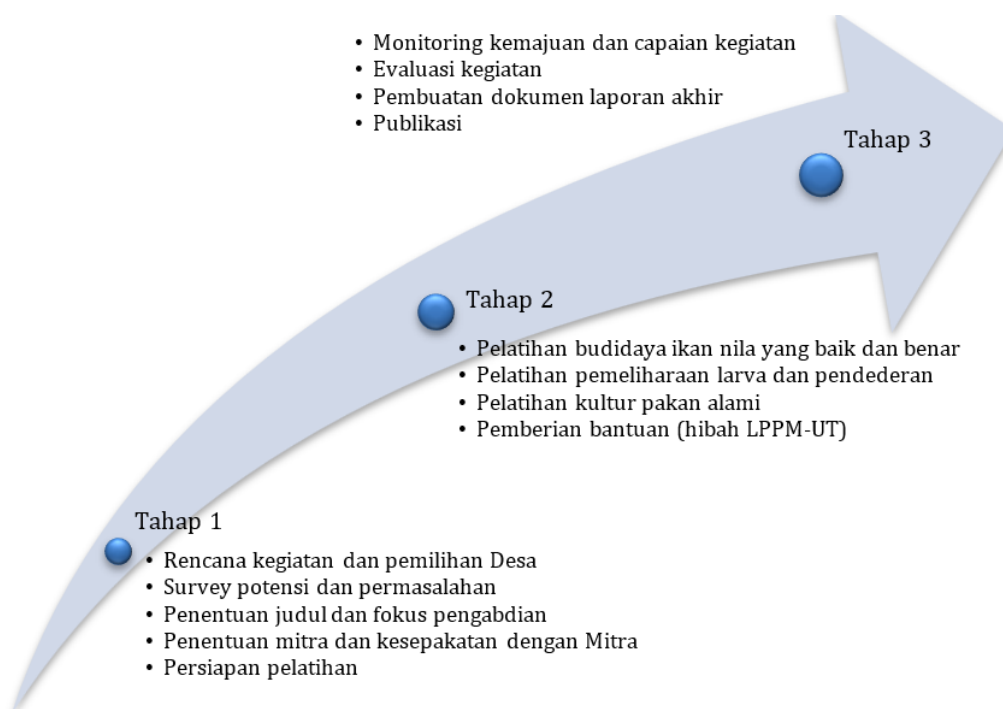 • Monitoring kemajuan dan capaian kegiatan
• Evaluasi kegiatan
• Pembuatan dokumen laporan akhir
• Publikasi
Tahap 3
Tahap 2
• Pelatihan budidaya ikan nila yang baik dan benar
• Pelatihan pemeliharaan larva dan pendederan
• Pelatihan kultur pakan alami
• Pemberian bantuan (hibah LPPM-UT)
Tahap 1
• Rencana kegiatan dan pemilihan Desa
• Survey potensi dan permasalahan
• Penentuan judul dan fokus pengabdian
• Penentuan mitra dan kesepakatan dengan Mitra
• Persiapan pelatihan